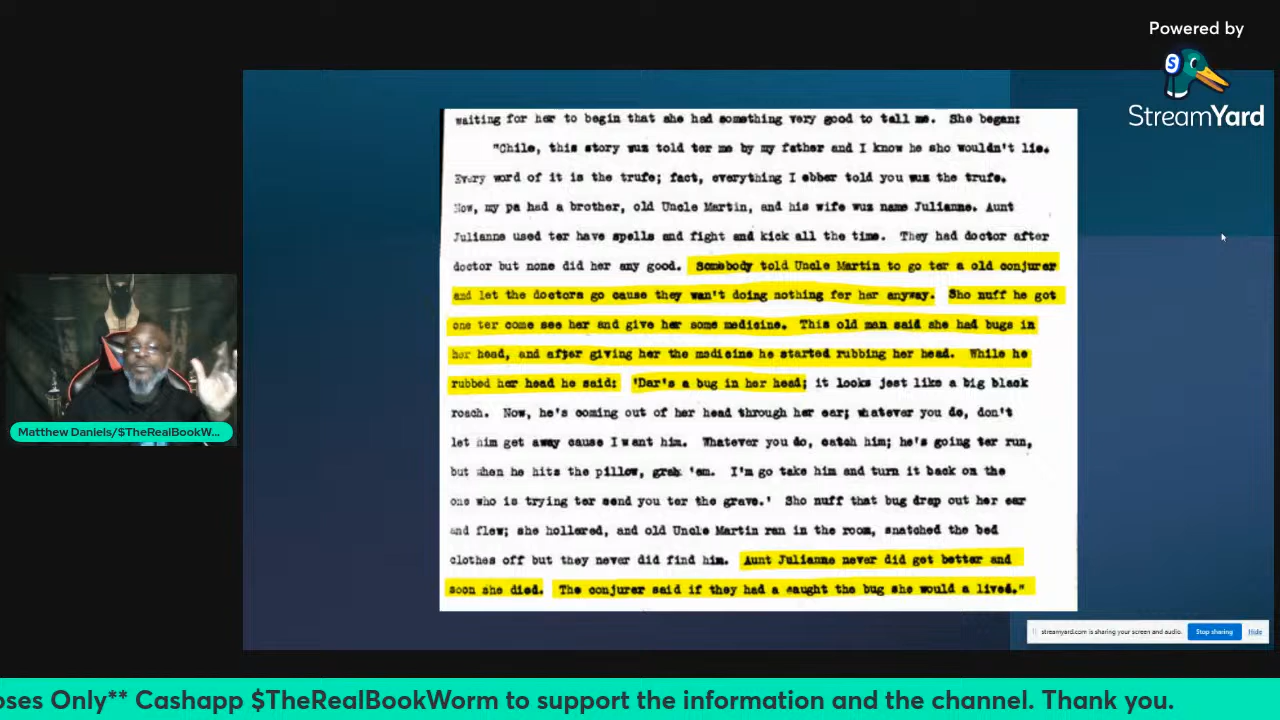 Powered by
StreamYard
waiting for her to begin that she had something very good to tell me. She began:
"Chile, this story wus told ter me by my father and I know he sho wouldn't lie.
Every word of it is the trufe; fact, everything I ebber told you wus the trufe.
Now, my pa had a brother, old Uncle Martin, and his wife wuz name Julianne. Aunt
Julianne used ter have spells and fight and kick all the time. They had doctor after
doctor but none did her any good. Somebody told Uncle Martin to go ter a old conjurer
and let the doctors go cause they wan't doing nothing fer her anyway. Sho nuff he got
one ter come see her and give her some medicine. This old man said she had bugs in
her head, and after giving her the medicine he started rubbing her head. While he
rubbed her head he said: 'Dar's a bug in her head; it looks jest like a big black
roach. Now, he's coming out of her head through her ear; whatever you do, don't
let him get away cause I want him. Whatever you do, catch him; he's going ter run,
but when he hits the pillow, grab 'em. I'm go take him and turn it back on the
one who is trying ter send you ter the grave.' Sho nuff that bug drap out her ear
and flew; she hollered, and old Uncle Martin ran in the room, snatched the bed
clothes off but they never did find him. Aunt Julianne never did get better and
soon she died. The conjurer said if they had a caught the bug she would a lived."
Matthew Daniels/$TheRealBookW...
streamyard.com is sharing your screen and audio.
Stop sharing
Hide
oses Only** Cashapp $TheRealBookWorm to support the information and the channel. Thank you.